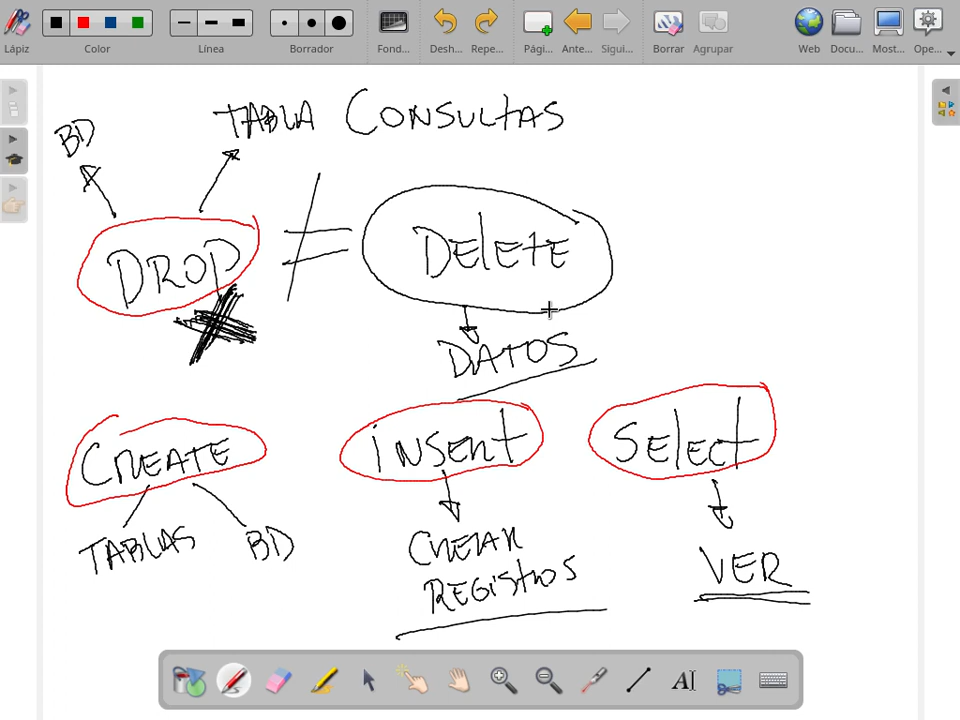 Lápiz Color Línea Borrador Fond... Desh... Repe... Pági... Ante... Sigui... Borrar Agrupar Web Docu... Most... Ope...
TABLA CONSULTAS
BD
DROP ≠ DELETE
DATOS
CREATE insert Select
TABLAS BD
CREAR
REGISTROS
VER
AI